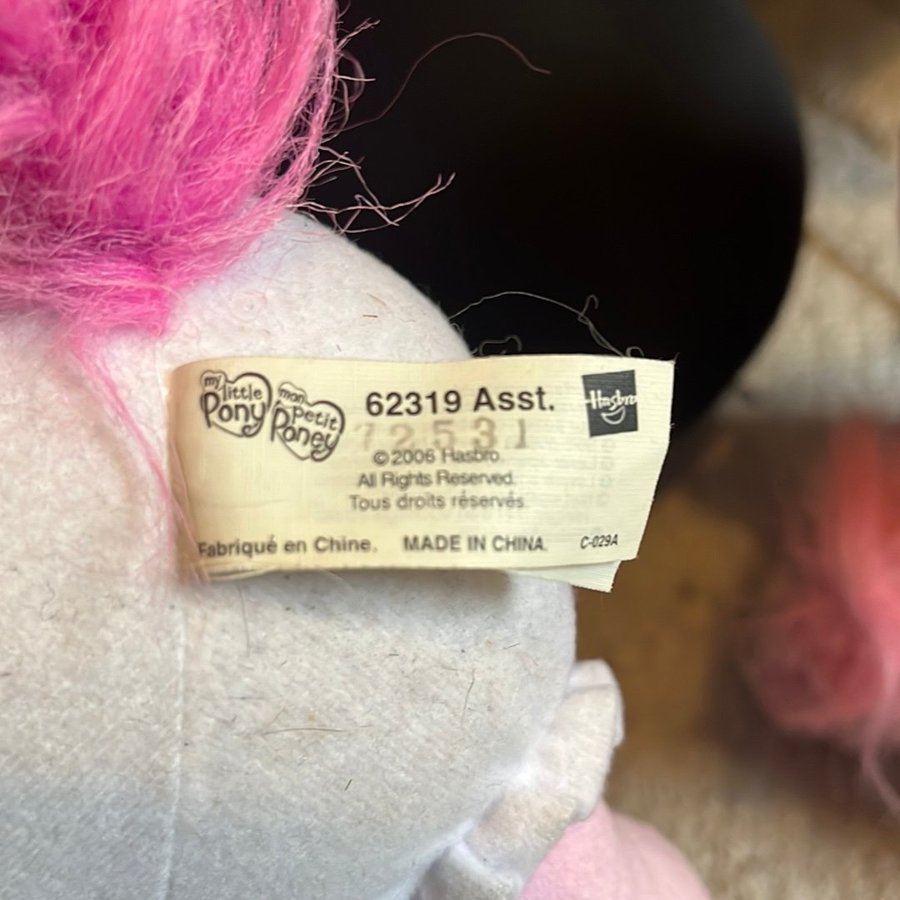 my little Pony
mon Petit Poney
62319 Asst.
Hasbro
72531
©2006 Hasbro.
All Rights Reserved.
Tous droits réservés.
Fabriqué en Chine. MADE IN CHINA. C-029A